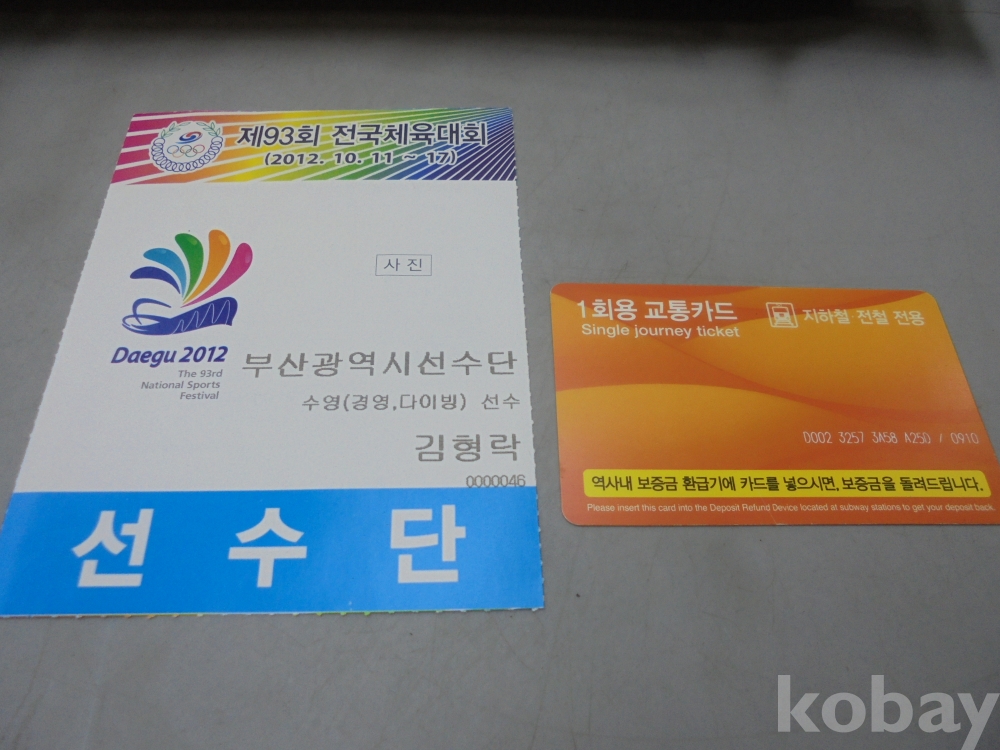 제93회 전국체육대회
(2012. 10. 11 ~ 17)
사진
Daegu 2012
The 93rd
National Sports
Festival
부산광역시선수단
수영(경영,다이빙) 선수
김형락
0000046
선수단
1회용 교통카드
Single journey ticket
지하철 전철 전용
D002 3257 3A58 A250 / 0910
역사내 보증금 환급기에 카드를 넣으시면, 보증금을 돌려드립니다.
Please insert this card into the Deposit Refund Device located at subway stations to get your deposit back.
kobay